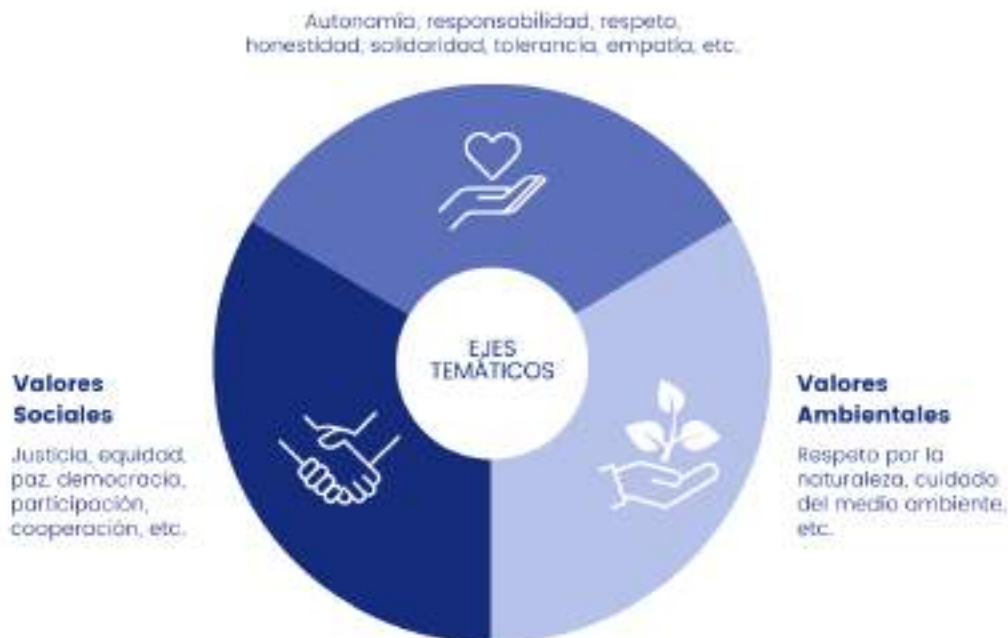 Autonomía, responsabilidad, respeto,
honestidad, solidaridad, tolerancia, empatía, etc.
EJES
TEMÁTICOS
Valores
Sociales
Justicia, equidad,
paz, democracia,
participación,
cooperación, etc.
Valores
Ambientales
Respeto por la
naturaleza, cuidado
del medio ambiente,
etc.